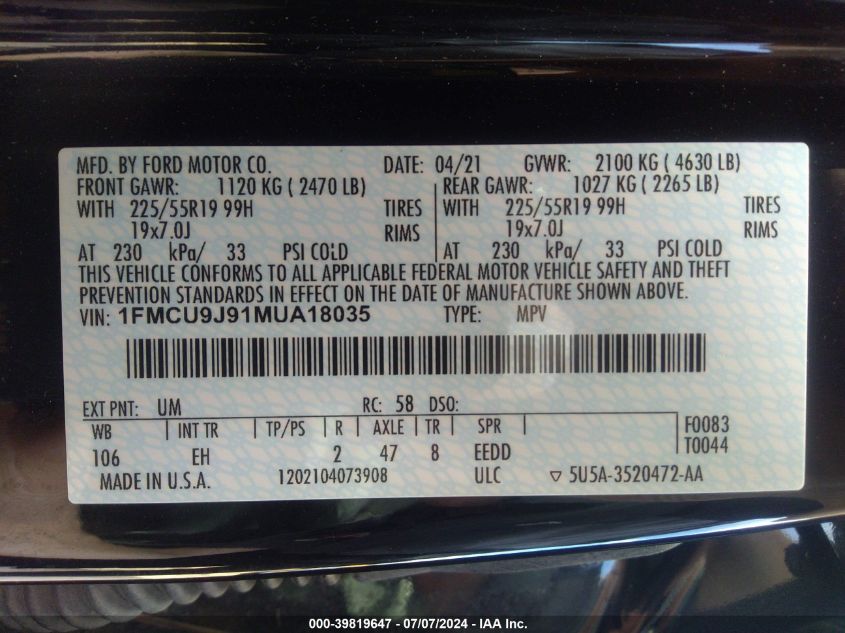 MFD. BY FORD MOTOR CO. DATE: 04/21 GVWR: 2100 KG ( 4630 LB)
FRONT GAWR: 1120 KG ( 2470 LB) REAR GAWR: 1027 KG ( 2265 LB)
WITH 225/55R19 99H TIRES WITH 225/55R19 99H TIRES
19x7.0J RIMS 19x7.0J RIMS
AT 230 kPa/ 33 PSI COLD AT 230 kPa/ 33 PSI COLD
THIS VEHICLE CONFORMS TO ALL APPLICABLE FEDERAL MOTOR VEHICLE SAFETY AND THEFT
PREVENTION STANDARDS IN EFFECT ON THE DATE OF MANUFACTURE SHOWN ABOVE.
VIN: 1FMCU9J91MUA18035 TYPE: MPV
EXT PNT: UM RC: 58 DSO:
WB INT TR TP/PS R AXLE TR SPR F0083
106 EH 2 47 8 EEDD T0044
MADE IN U.S.A. 1202104073908 ULC 5U5A-3520472-AA
000-39819647 - 07/07/2024 - IAA Inc.